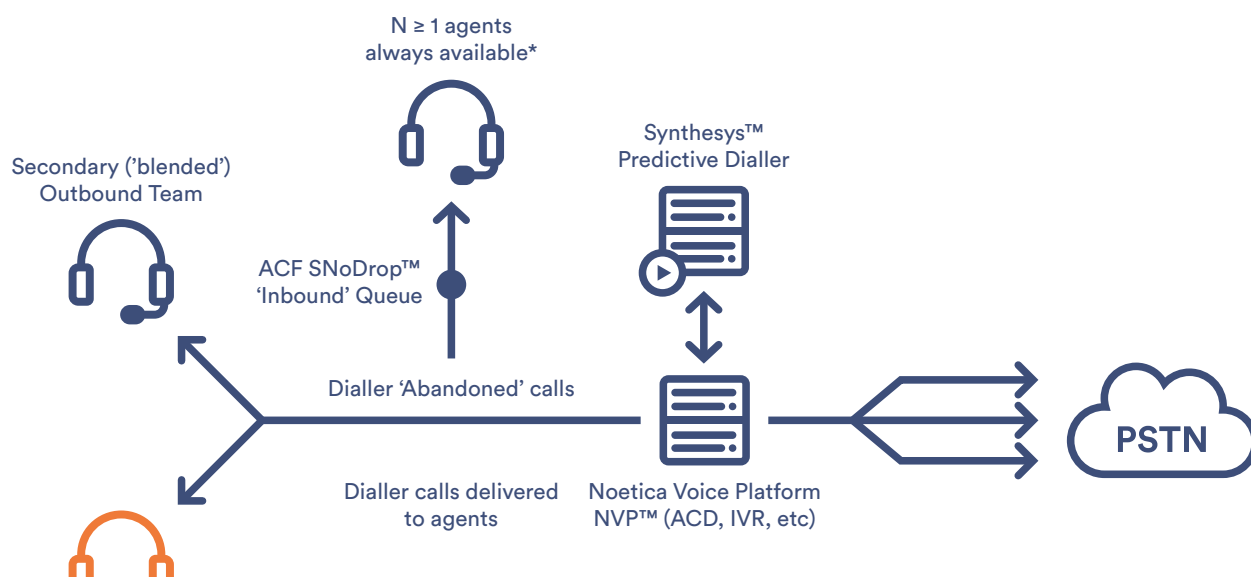 N ≥ 1 agents
always available*
Synthesys™
Predictive Dialler
Secondary ('blended')
Outbound Team
ACF SNoDrop™
‘Inbound’ Queue
Dialler ‘Abandoned’ calls
PSTN
Dialler calls delivered
to agents
Noetica Voice Platform
NVP™ (ACD, IVR, etc)